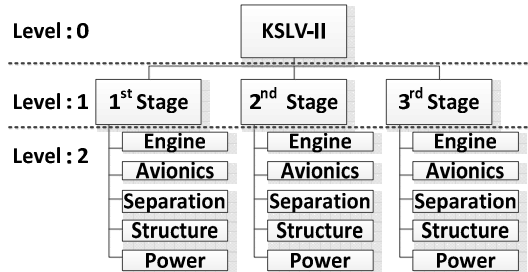 Level : 0 KSLV-II
Level : 1 1st Stage 2nd Stage 3rd Stage
Level : 2 Engine Engine Engine
Avionics Avionics Avionics
Separation Separation Separation
Structure Structure Structure
Power Power Power